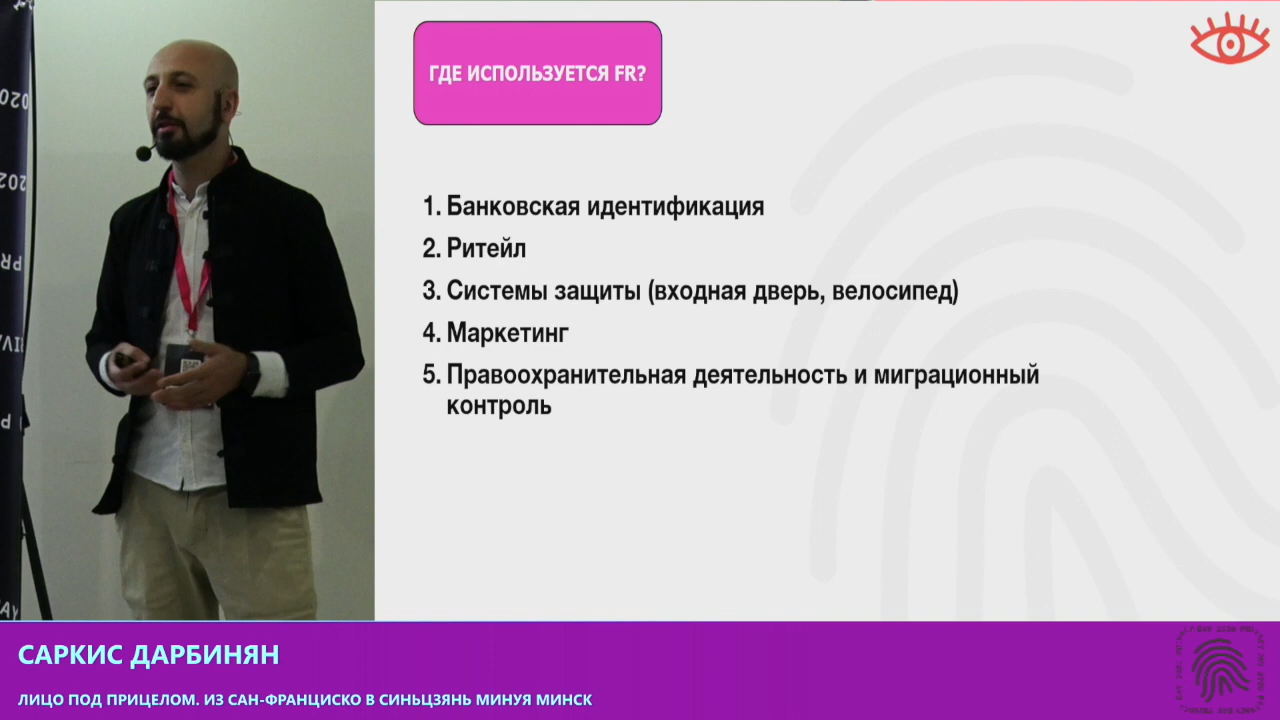 ГДЕ ИСПОЛЬЗУЕТСЯ FR?
1. Банковская идентификация
2. Ритейл
3. Системы защиты (входная дверь, велосипед)
4. Маркетинг
5. Правоохранительная деятельность и миграционный
контроль
САРКИС ДАРБИНЯН
ЛИЦО ПОД ПРИЦЕЛОМ. ИЗ САН-ФРАНЦИСКО В СИНЬЦЗЯНЬ МИНУЯ МИНСК